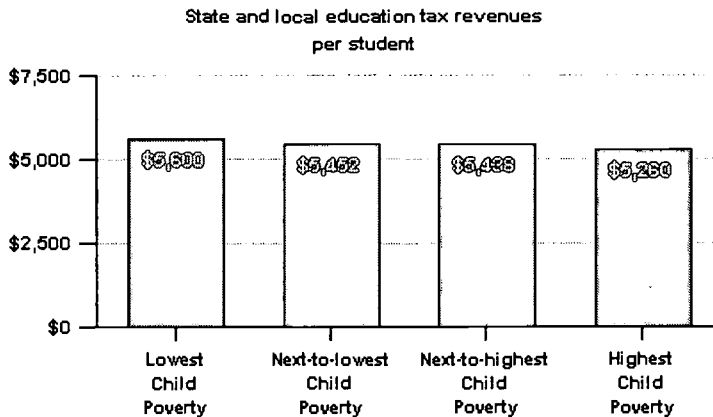 State and local education tax revenues
per student
$7,500
$5,000
$2,500
$0
$5,600
$5,452
$5,438
$5,260
Lowest
Child
Poverty
Next-to-lowest
Child
Poverty
Next-to-highest
Child
Poverty
Highest
Child
Poverty